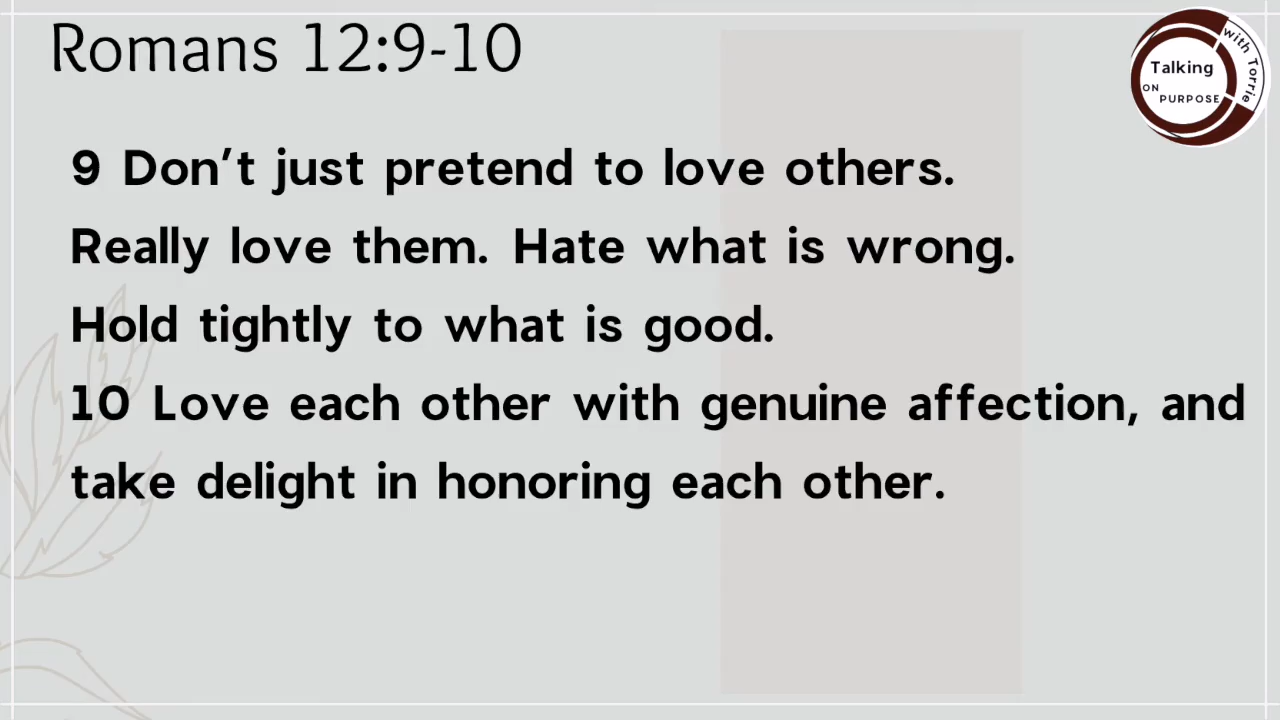 Romans 12:9-10
Talking
ON
PURPOSE
with Torrie
9 Don’t just pretend to love others.
Really love them. Hate what is wrong.
Hold tightly to what is good.
10 Love each other with genuine affection, and
take delight in honoring each other.